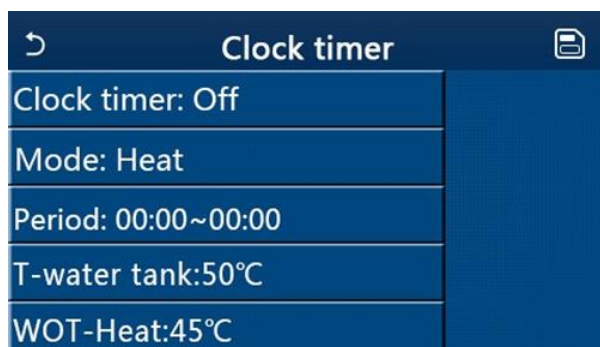 Clock timer
Clock timer: Off
Mode: Heat
Period: 00:00~00:00
T-water tank:50℃
WOT-Heat:45℃